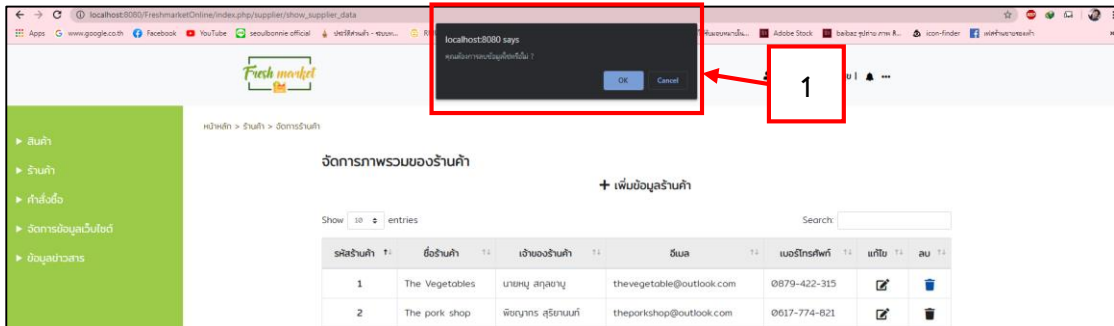 localhost:8080/FreshmarketOnline/index.php/supplier/show_supplier_data
Apps www.google.co.th Facebook YouTube seoulbonnie official Adobe Stock icon-finder
localhost:8080 says
คุณต้องการลบข้อมูลใช่หรือไม่ ?
OK Cancel
1
Fresh market
หน้าหลัก > ร้านค้า > จัดการร้านค้า
สินค้า
ร้านค้า
คำสั่งซื้อ
จัดการข้อมูลเว็บไซต์
ข้อมูลข่าวสาร
จัดการภาพรวมของร้านค้า
+ เพิ่มข้อมูลร้านค้า
Show 10 entries Search:
รหัสร้านค้า ชื่อร้านค้า เจ้าของร้านค้า อีเมล เบอร์โทรศัพท์ แก้ไข ลบ
1 The Vegetables นายหมู สกุลชาบู thevegetable@outlook.com 0879-422-315
2 The pork shop พิชญากร สุริยานนท์ theporkshop@outlook.com 0617-774-821